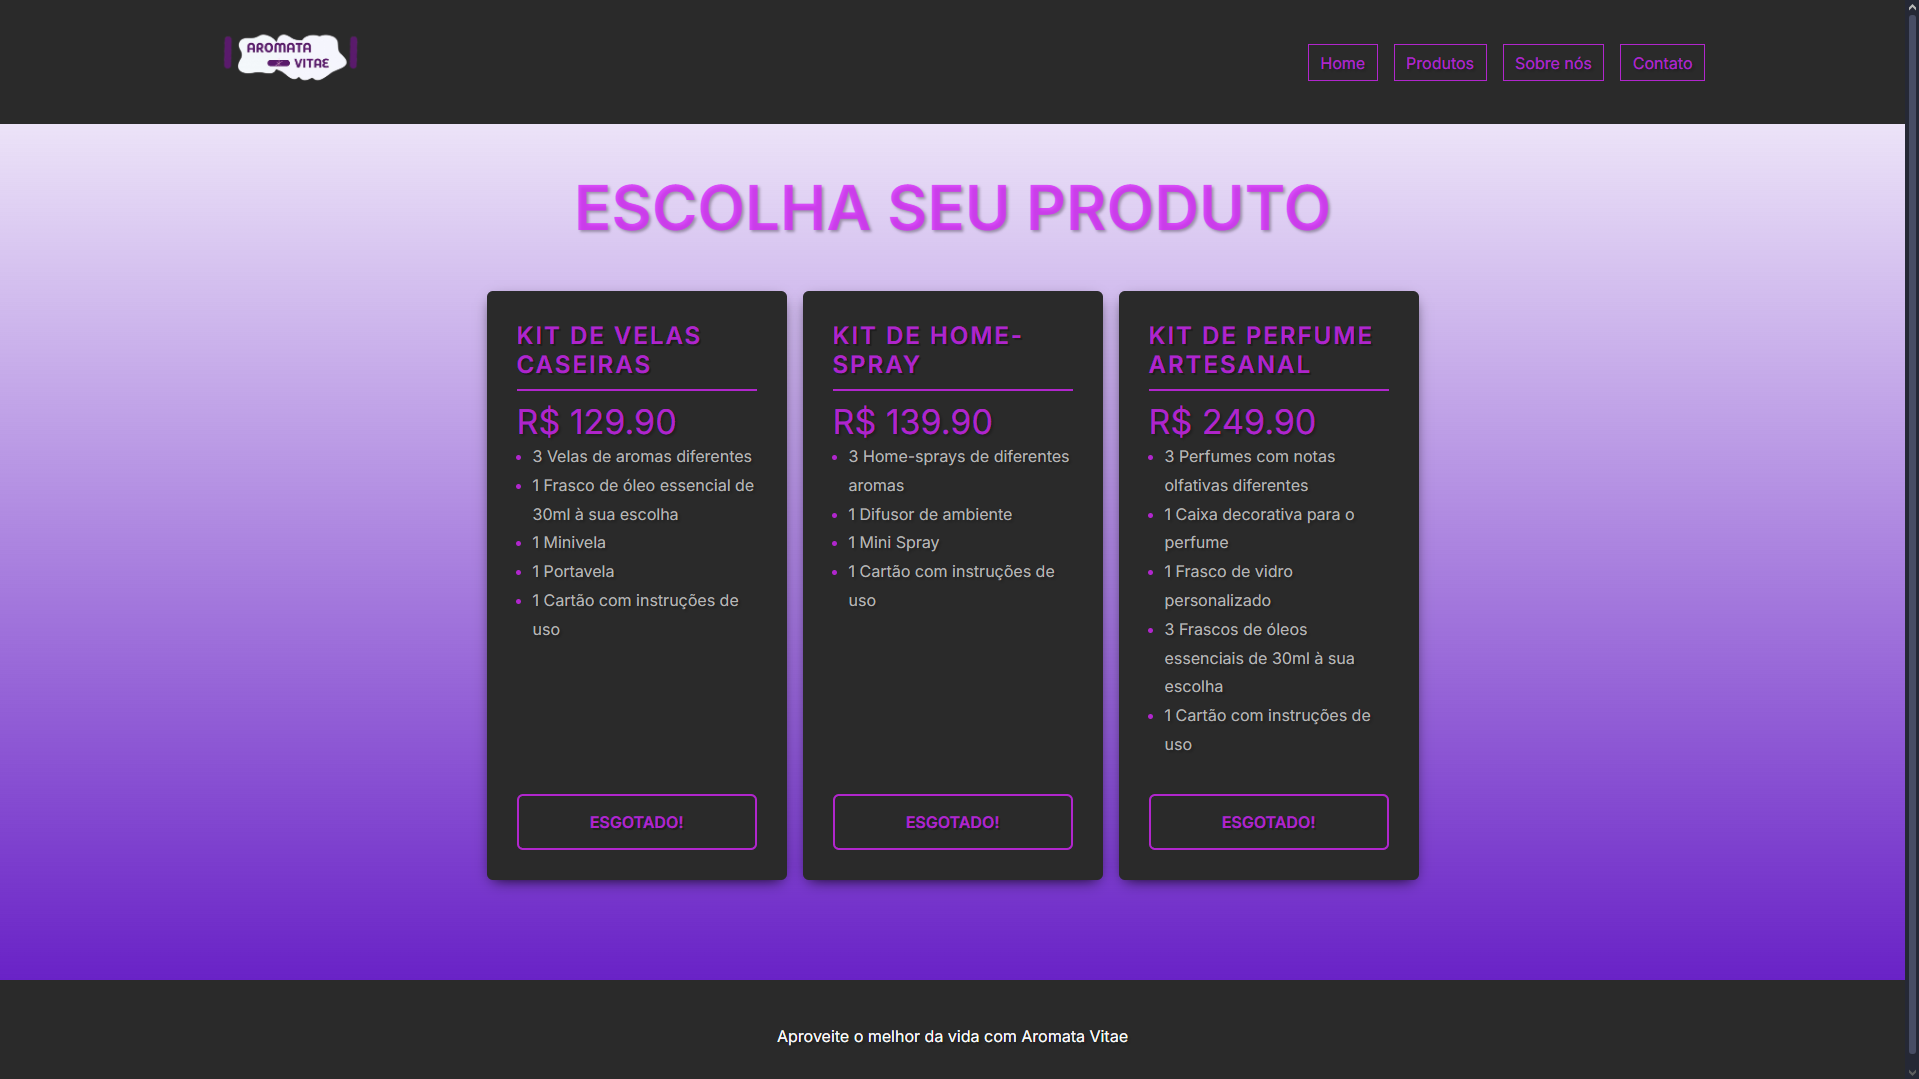 AROMATA
VITAE
Home
Produtos
Sobre nós
Contato
ESCOLHA SEU PRODUTO
KIT DE VELAS
CASEIRAS
R$ 129.90
• 3 Velas de aromas diferentes
• 1 Frasco de óleo essencial de
30ml à sua escolha
• 1 Minivela
• 1 Portavela
• 1 Cartão com instruções de
uso
ESGOTADO!
KIT DE HOME-
SPRAY
R$ 139.90
• 3 Home-sprays de diferentes
aromas
• 1 Difusor de ambiente
• 1 Mini Spray
• 1 Cartão com instruções de
uso
ESGOTADO!
KIT DE PERFUME
ARTESANAL
R$ 249.90
• 3 Perfumes com notas
olfativas diferentes
• 1 Caixa decorativa para o
perfume
• 1 Frasco de vidro
personalizado
• 3 Frascos de óleos
essenciais de 30ml à sua
escolha
• 1 Cartão com instruções de
uso
ESGOTADO!
Aproveite o melhor da vida com Aromata Vitae